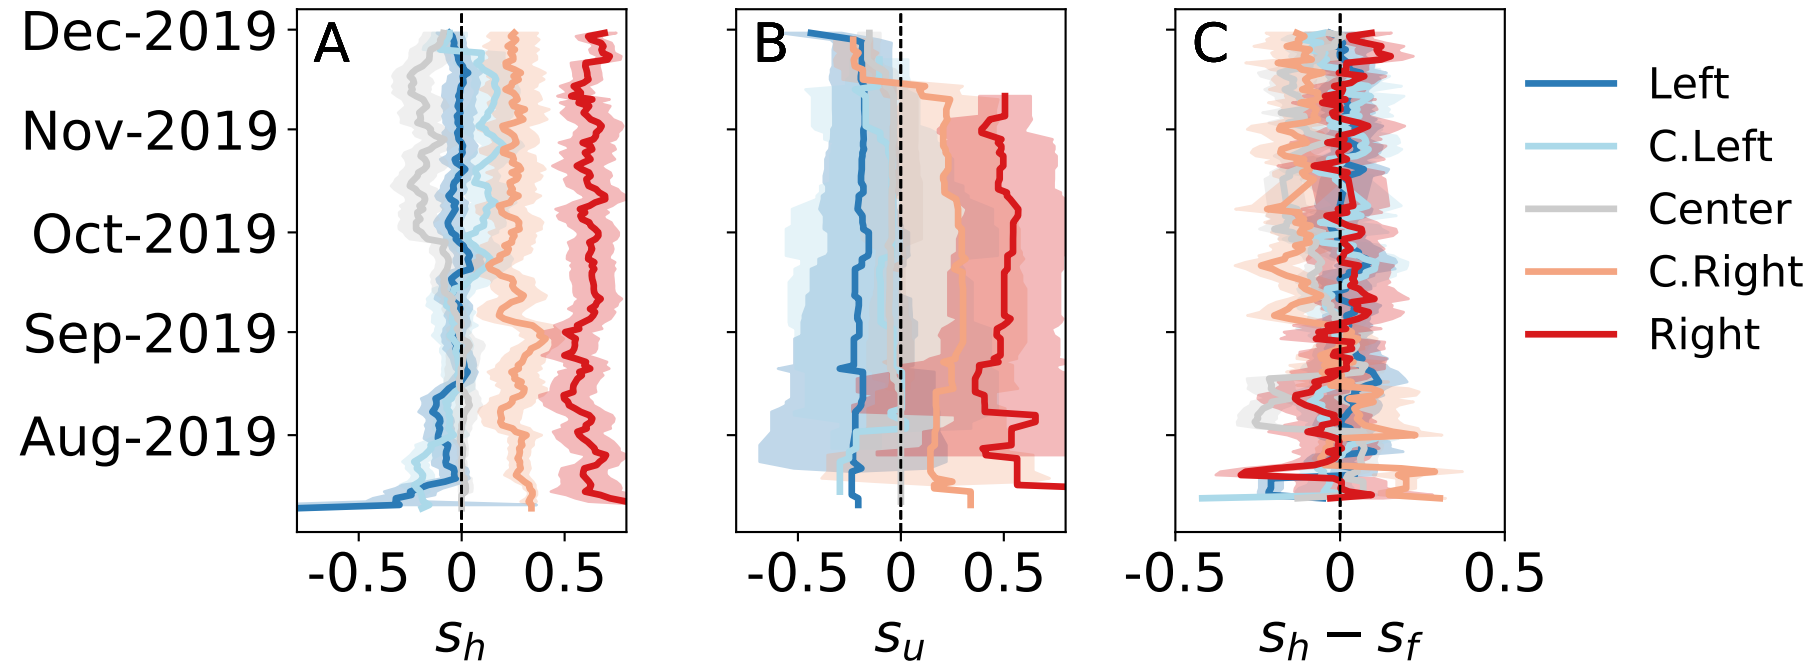 Dec-2019
Nov-2019
Oct-2019
Sep-2019
Aug-2019
A
-0.5 0 0.5
s_h
B
-0.5 0 0.5
s_u
C
-0.5 0 0.5
s_h − s_f
Left
C.Left
Center
C.Right
Right